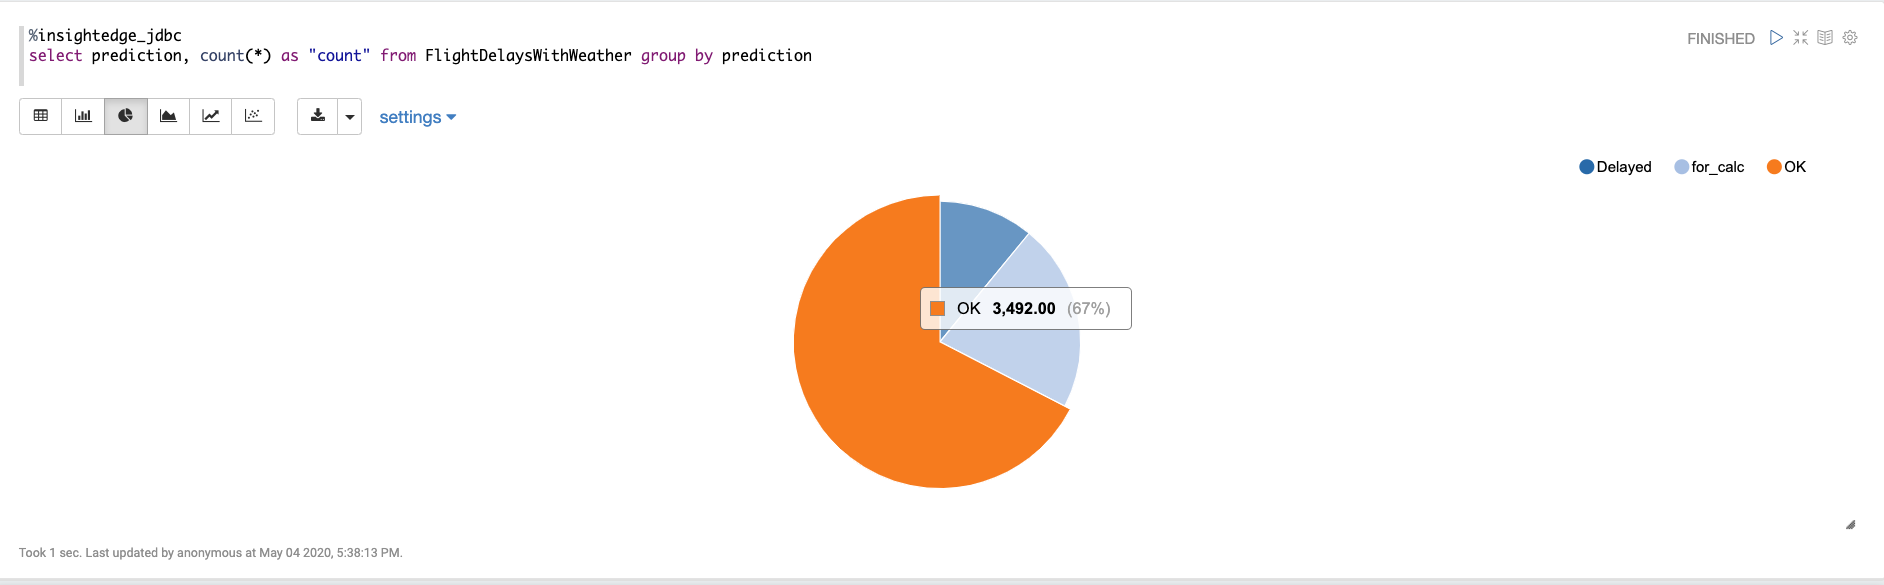 %insightedge_jdbc
select prediction, count(*) as "count" from FlightDelaysWithWeather group by prediction
FINISHED
settings
Delayed for_calc OK
OK 3,492.00 (67%)
Took 1 sec. Last updated by anonymous at May 04 2020, 5:38:13 PM.